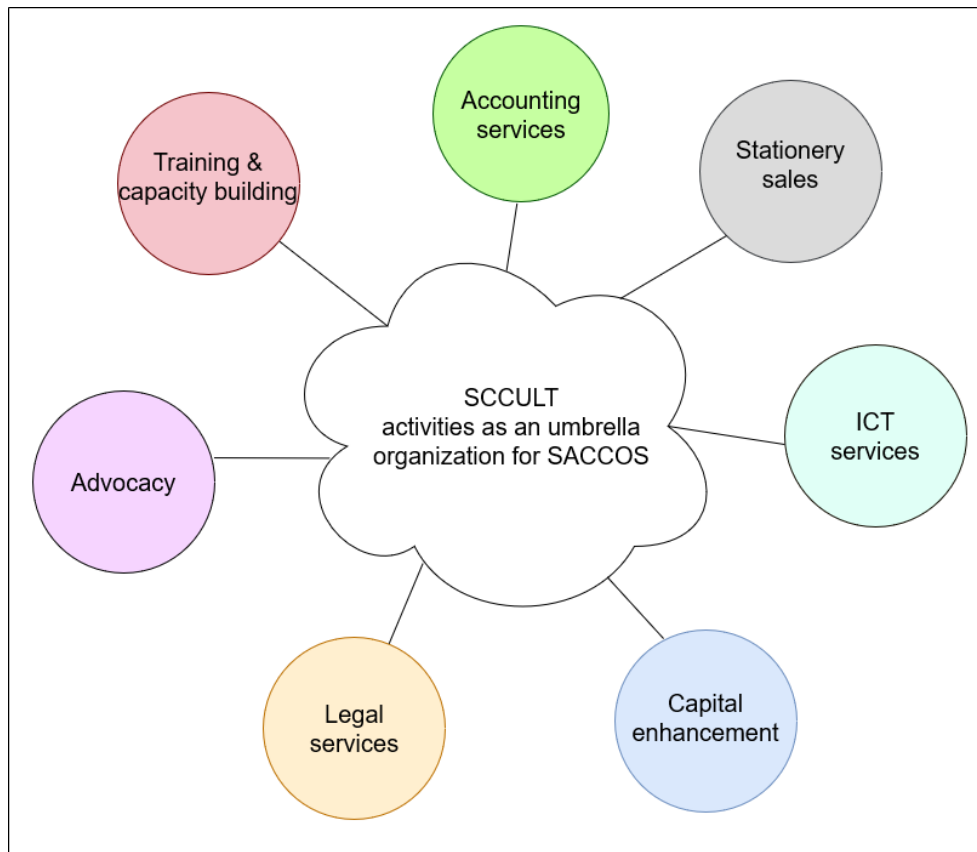 Accounting
services
Stationery
sales
Training &
capacity building
ICT
services
SCCULT
activities as an umbrella
organization for SACCOS
Advocacy
Legal
services
Capital
enhancement